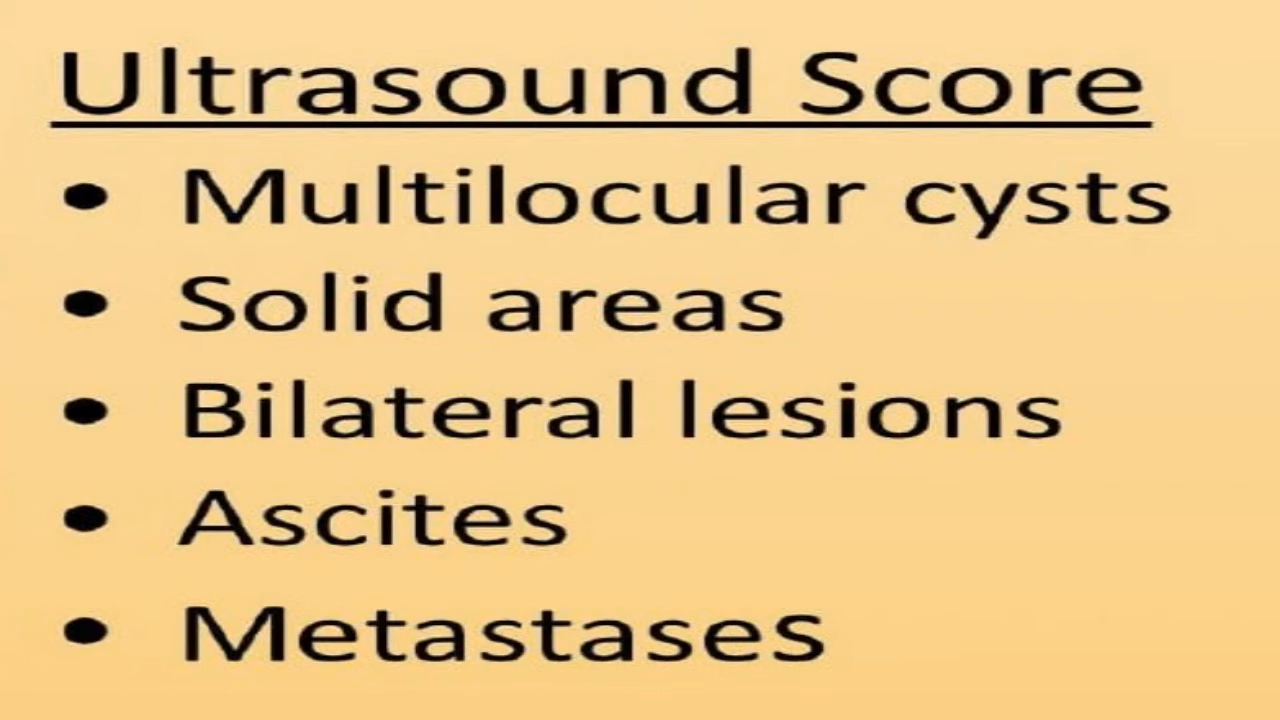 Ultrasound Score
• Multilocular cysts
• Solid areas
• Bilateral lesions
• Ascites
• Metastases